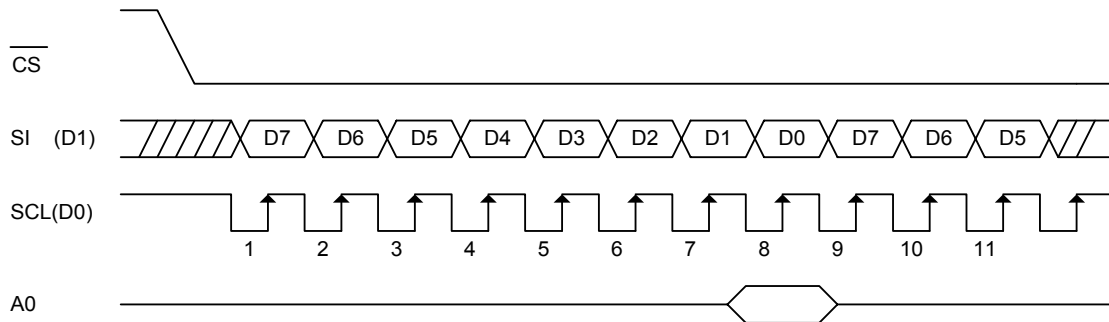 CS
SI (D1) D7 D6 D5 D4 D3 D2 D1 D0 D7 D6 D5
SCL(D0)
1 2 3 4 5 6 7 8 9 10 11
A0